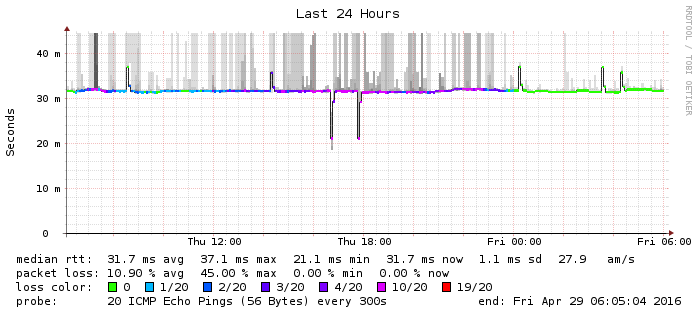 Last 24 Hours
RRDTOOL / TOBI OETIKER
Seconds
40 m
30 m
20 m
10 m
0
Thu 12:00 Thu 18:00 Fri 00:00 Fri 06:00
median rtt: 31.7 ms avg 37.1 ms max 21.1 ms min 31.7 ms now 1.1 ms sd 27.9 am/s
packet loss: 10.90 % avg 45.00 % max 0.00 % min 0.00 % now
loss color: 0 1/20 2/20 3/20 4/20 10/20 19/20
probe: 20 ICMP Echo Pings (56 Bytes) every 300s end: Fri Apr 29 06:05:04 2016